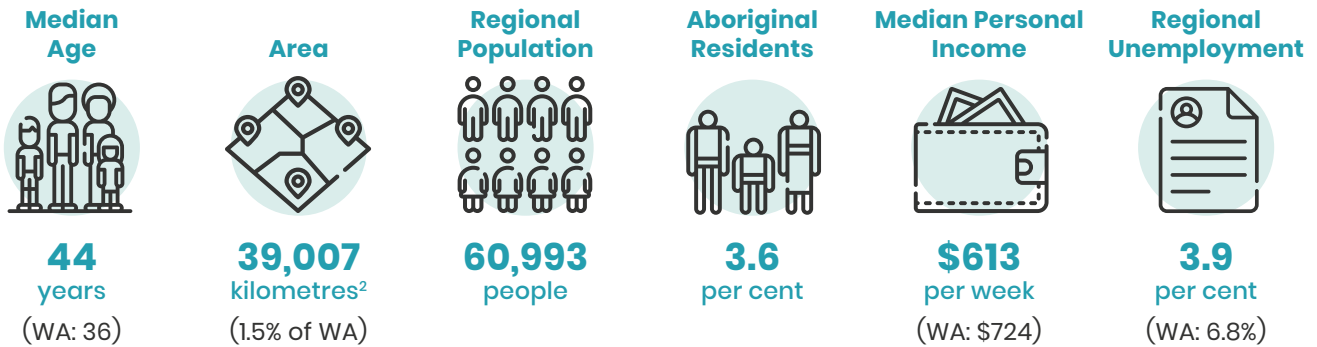 Median
Age
44
years
(WA: 36)
Area
39,007
kilometres²
(1.5% of WA)
Regional
Population
60,993
people
Aboriginal
Residents
3.6
per cent
Median Personal
Income
$613
per week
(WA: $724)
Regional
Unemployment
3.9
per cent
(WA: 6.8%)